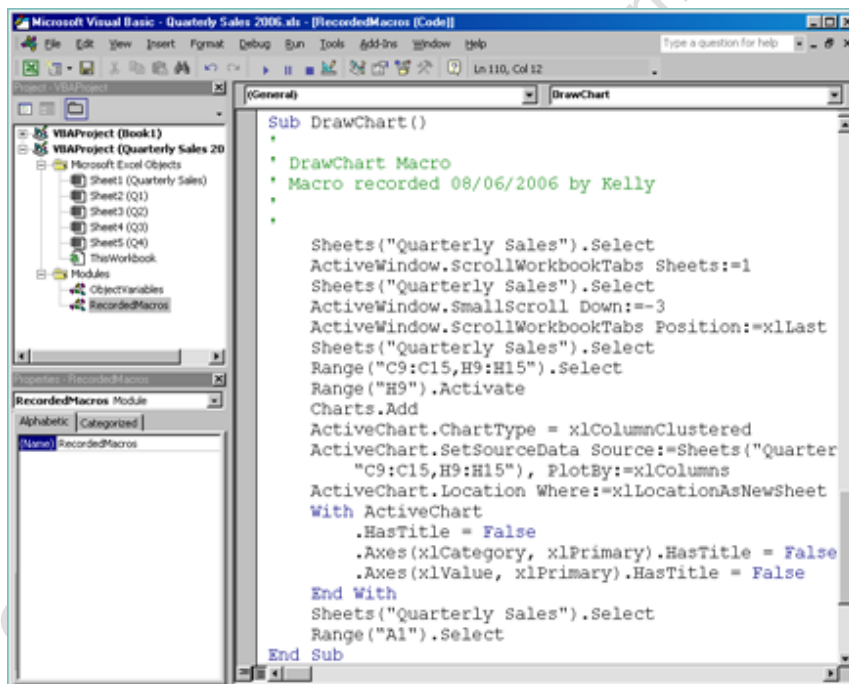 Microsoft Visual Basic - Quarterly Sales 2006.xls - [RecordedMacros (Code)]
File Edit View Insert Format Debug Run Tools Add-Ins Window Help
Type a question for help
Ln 110, Col 12
Project - VBAProject
VBAProject (Book1)
VBAProject (Quarterly Sales 20
Microsoft Excel Objects
Sheet1 (Quarterly Sales)
Sheet2 (Q1)
Sheet3 (Q2)
Sheet4 (Q3)
Sheet5 (Q4)
ThisWorkbook
Modules
ObjectVariables
RecordedMacros
Properties - RecordedMacros
RecordedMacros Module
Alphabetic Categorized
(Name) RecordedMacros
(General)
DrawChart
Sub DrawChart()
'
' DrawChart Macro
' Macro recorded 08/06/2006 by Kelly
'
'
Sheets("Quarterly Sales").Select
ActiveWindow.ScrollWorkbookTabs Sheets:=1
Sheets("Quarterly Sales").Select
ActiveWindow.SmallScroll Down:=-3
ActiveWindow.ScrollWorkbookTabs Position:=xlLast
Sheets("Quarterly Sales").Select
Range("C9:C15,H9:H15").Select
Range("H9").Activate
Charts.Add
ActiveChart.ChartType = xlColumnClustered
ActiveChart.SetSourceData Source:=Sheets("Quarter
"C9:C15,H9:H15"), PlotBy:=xlColumns
ActiveChart.Location Where:=xlLocationAsNewSheet
With ActiveChart
.HasTitle = False
.Axes(xlCategory, xlPrimary).HasTitle = False
.Axes(xlValue, xlPrimary).HasTitle = False
End With
Sheets("Quarterly Sales").Select
Range("A1").Select
End Sub